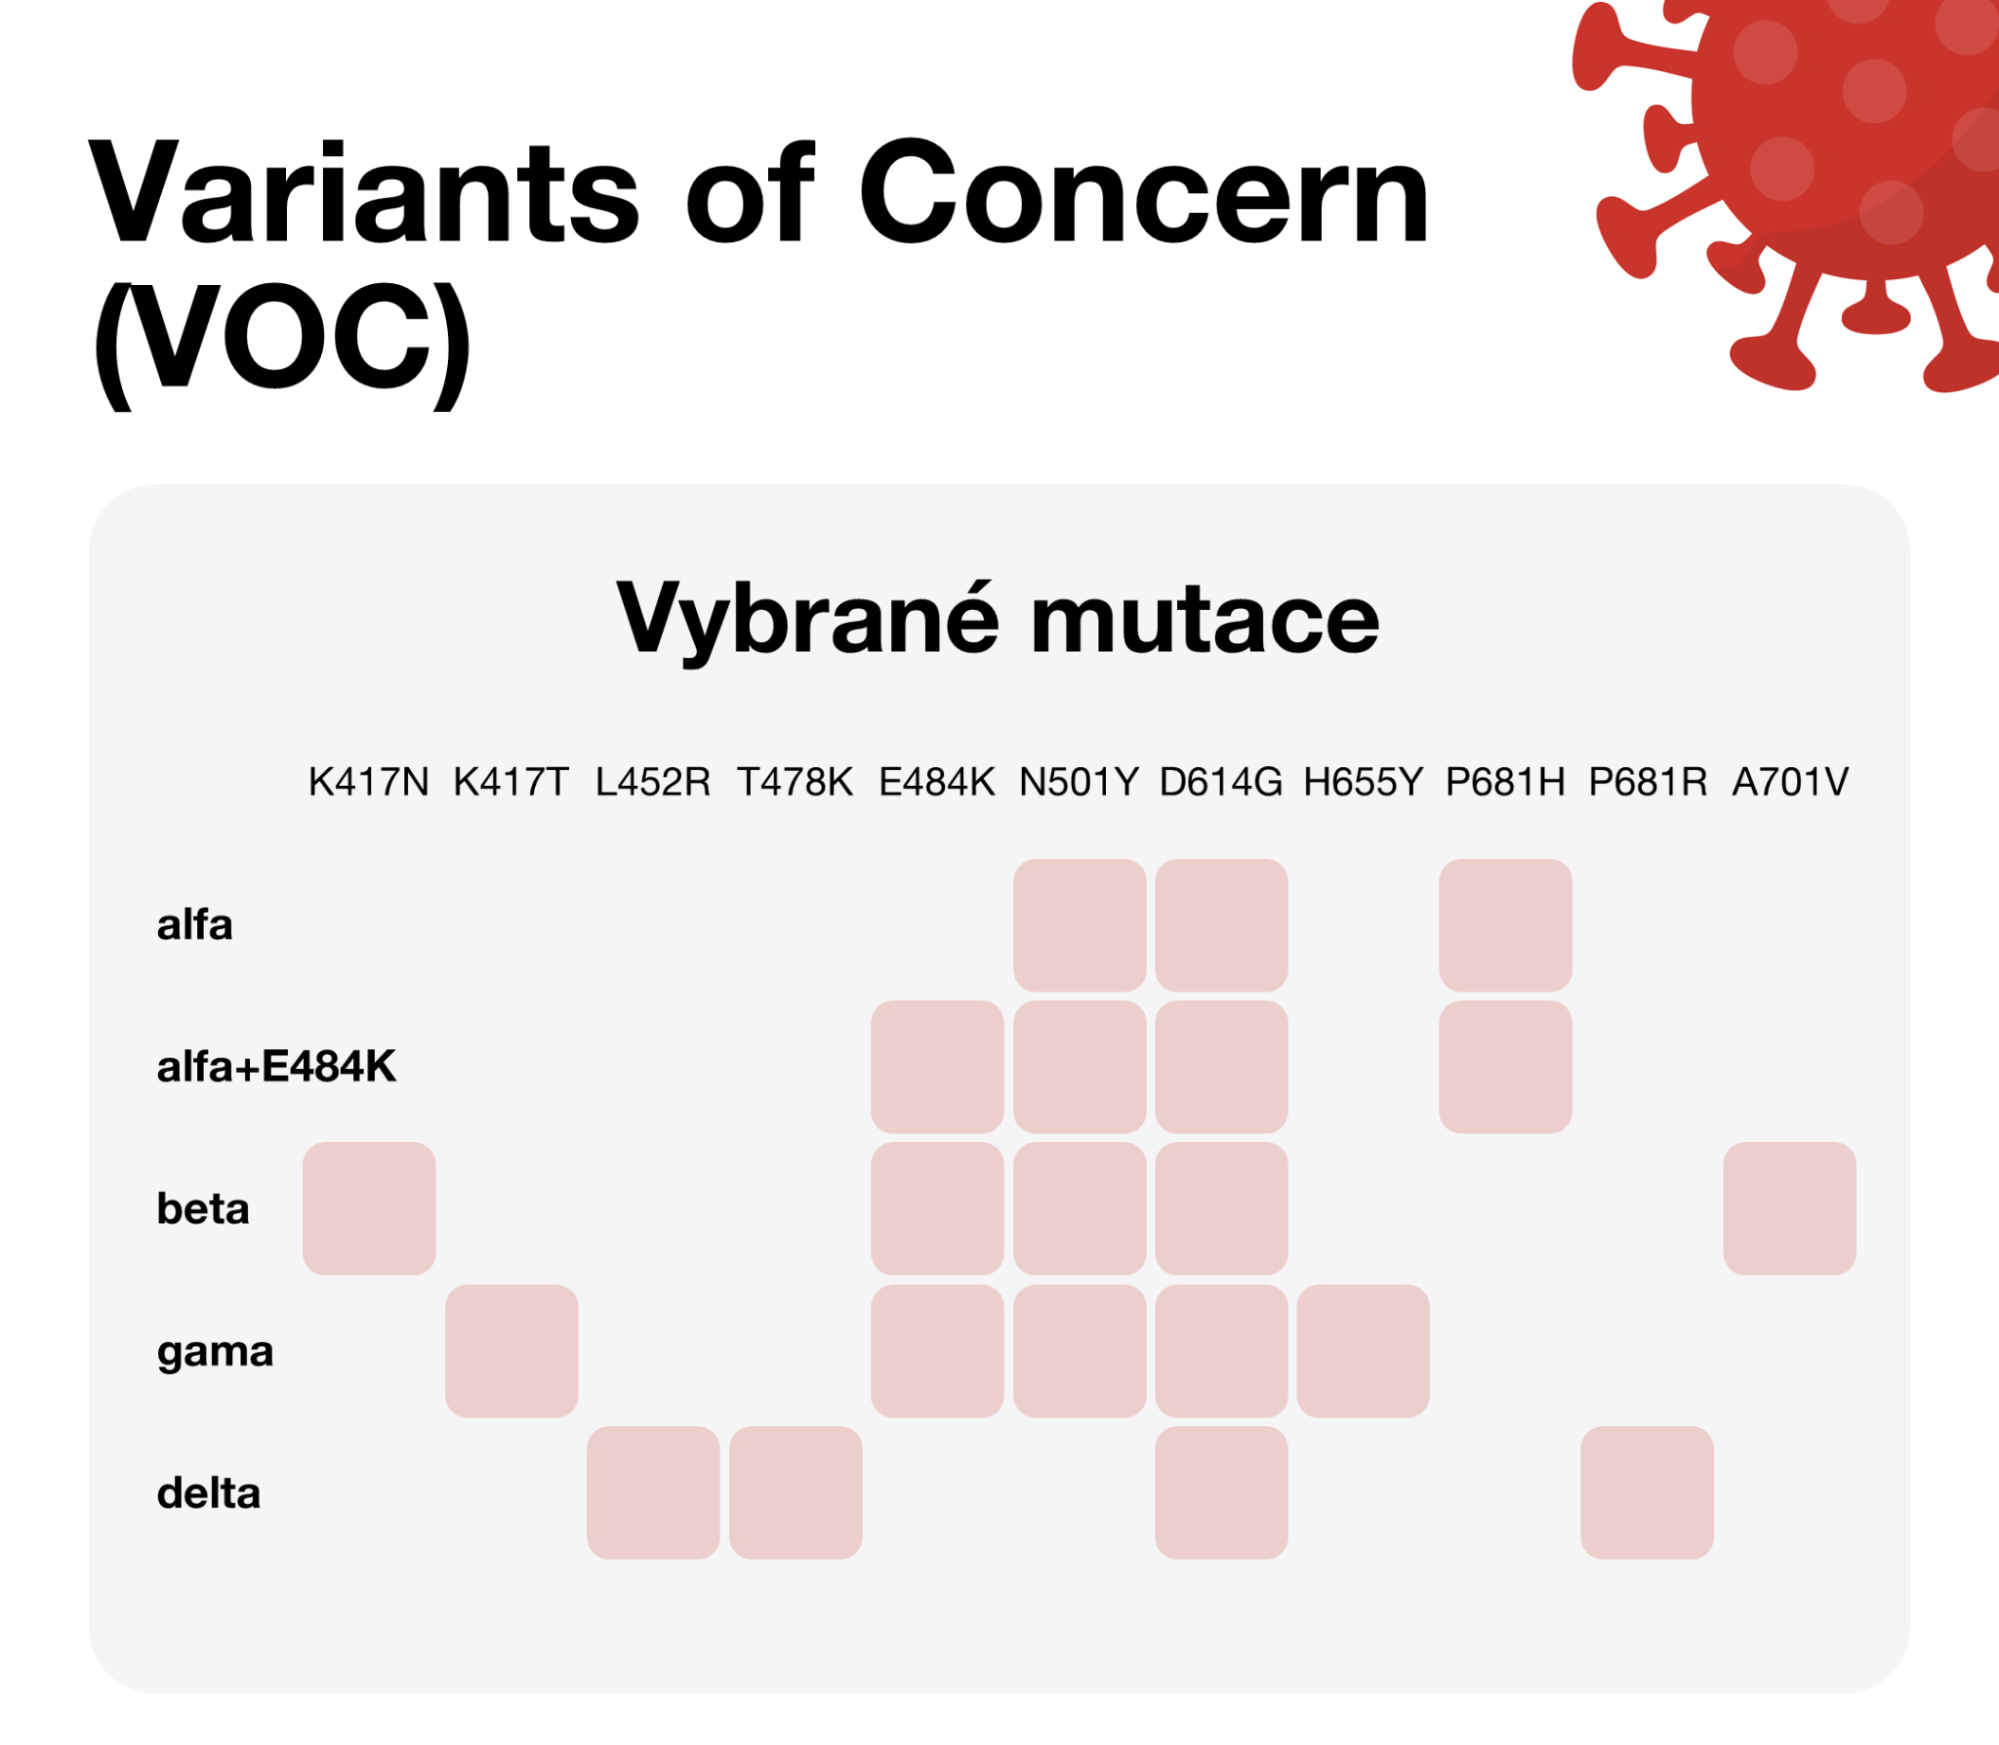 Variants of Concern
(VOC)
Vybrané mutace
K417N K417T L452R T478K E484K N501Y D614G H655Y P681H P681R A701V
alfa
alfa+E484K
beta
gama
delta